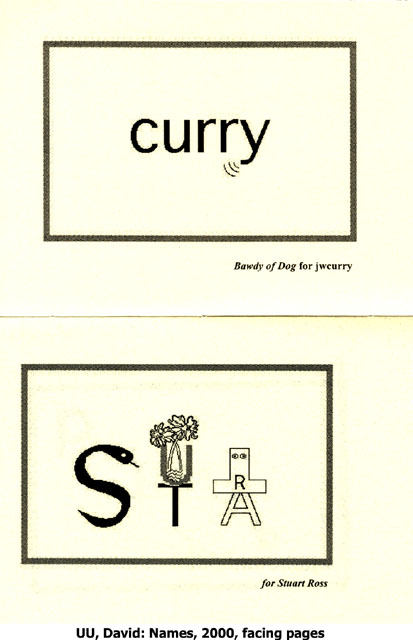 curry
Bawdy of Dog for jwcurry
S U T R A
for Stuart Ross
UU, David: Names, 2000, facing pages